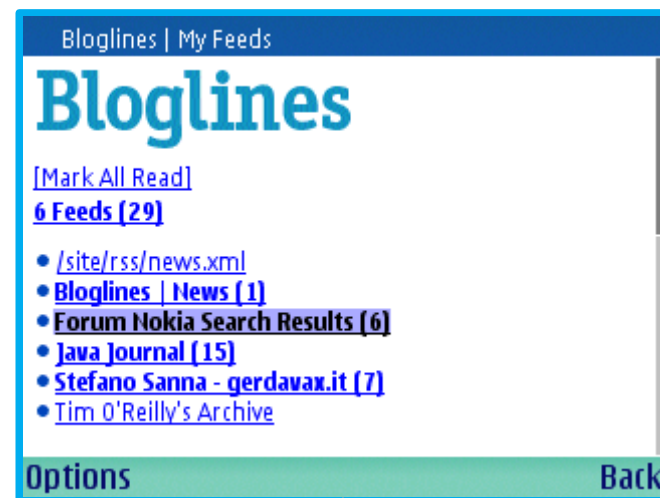 Bloglines | My Feeds
Bloglines
[Mark All Read]
6 Feeds (29)
/site/rss/news.xml
Bloglines | News (1)
Forum Nokia Search Results (6)
Java Journal (15)
Stefano Sanna - gerdavax.it (7)
Tim O'Reilly's Archive
Options Back